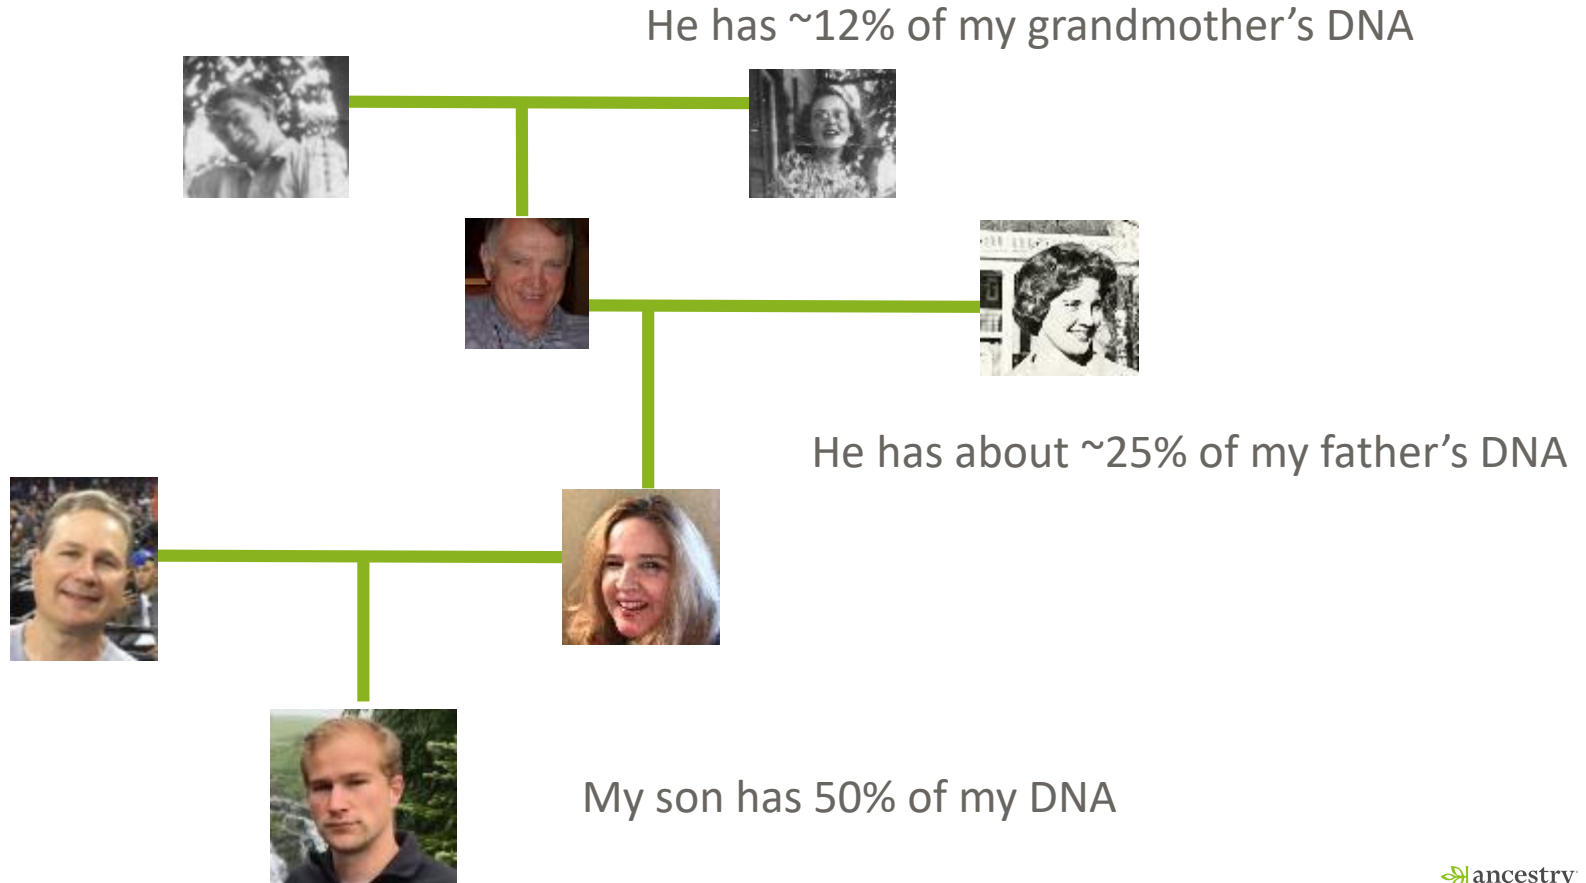 He has ~12% of my grandmother’s DNA
He has about ~25% of my father’s DNA
My son has 50% of my DNA
ancestry